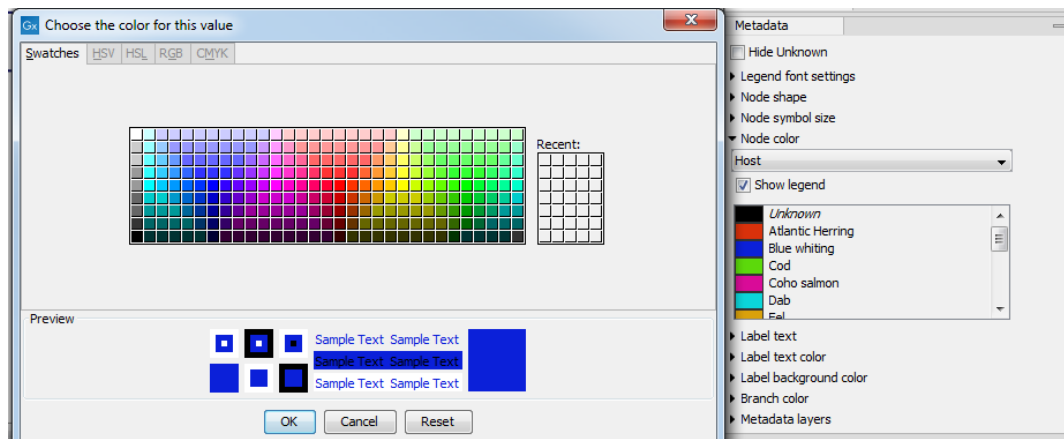 Gx Choose the color for this value
Swatches HSV HSL RGB CMYK
Recent:
Preview
Sample Text Sample Text
Sample Text Sample Text
Sample Text Sample Text
OK Cancel Reset
Metadata
Hide Unknown
Legend font settings
Node shape
Node symbol size
Node color
Host
Show legend
Unknown
Atlantic Herring
Blue whiting
Cod
Coho salmon
Dab
Eel
Label text
Label text color
Label background color
Branch color
Metadata layers